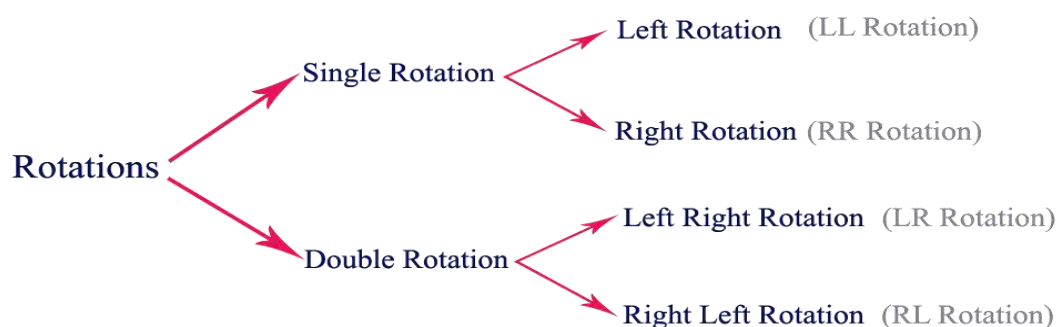 Left Rotation (LL Rotation)
Single Rotation
Right Rotation (RR Rotation)
Rotations
Left Right Rotation (LR Rotation)
Double Rotation
Right Left Rotation (RL Rotation)